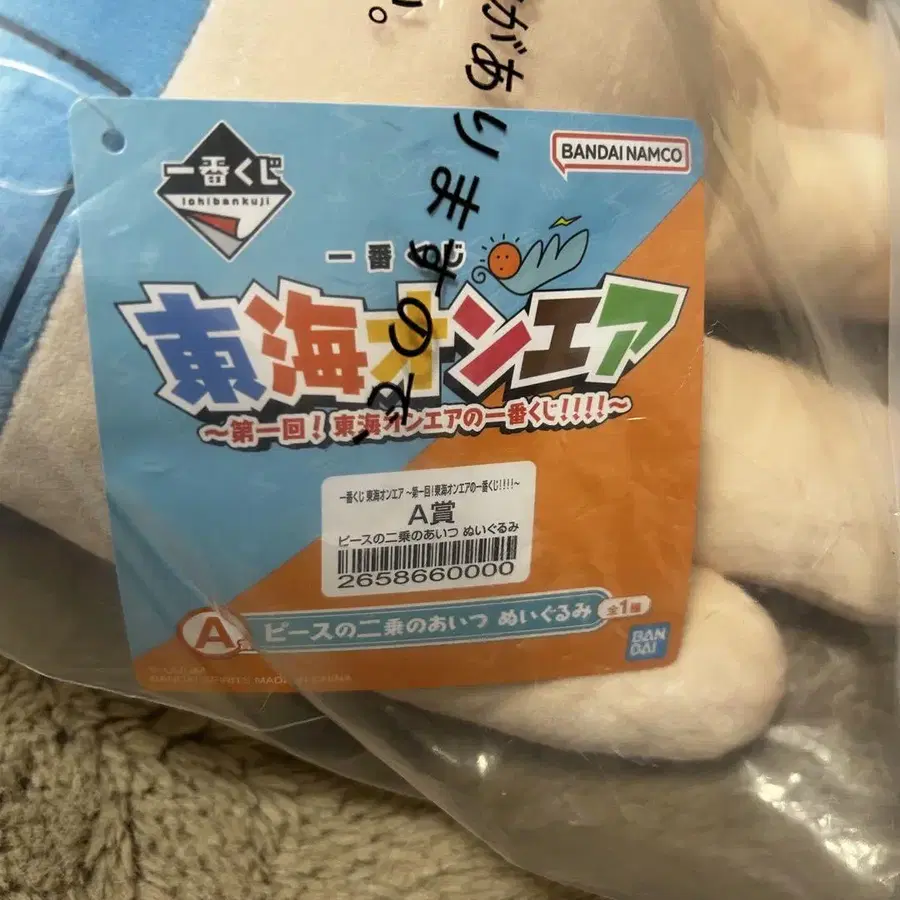 があ
い。
りますので、
一番くじ
Ichibankuji
BANDAI NAMCO
一番くじ
東海オンエア
～第一回!東海オンエアの一番くじ!!!!～
一番くじ 東海オンエア ～第一回!東海オンエアの一番くじ!!!!～
A賞
ピースの二乗のあいつ ぬいぐるみ
2658660000
A賞 ピースの二乗のあいつ ぬいぐるみ 全1種
BANDAI SPIRITS MADE IN CHINA
BAN
DAI